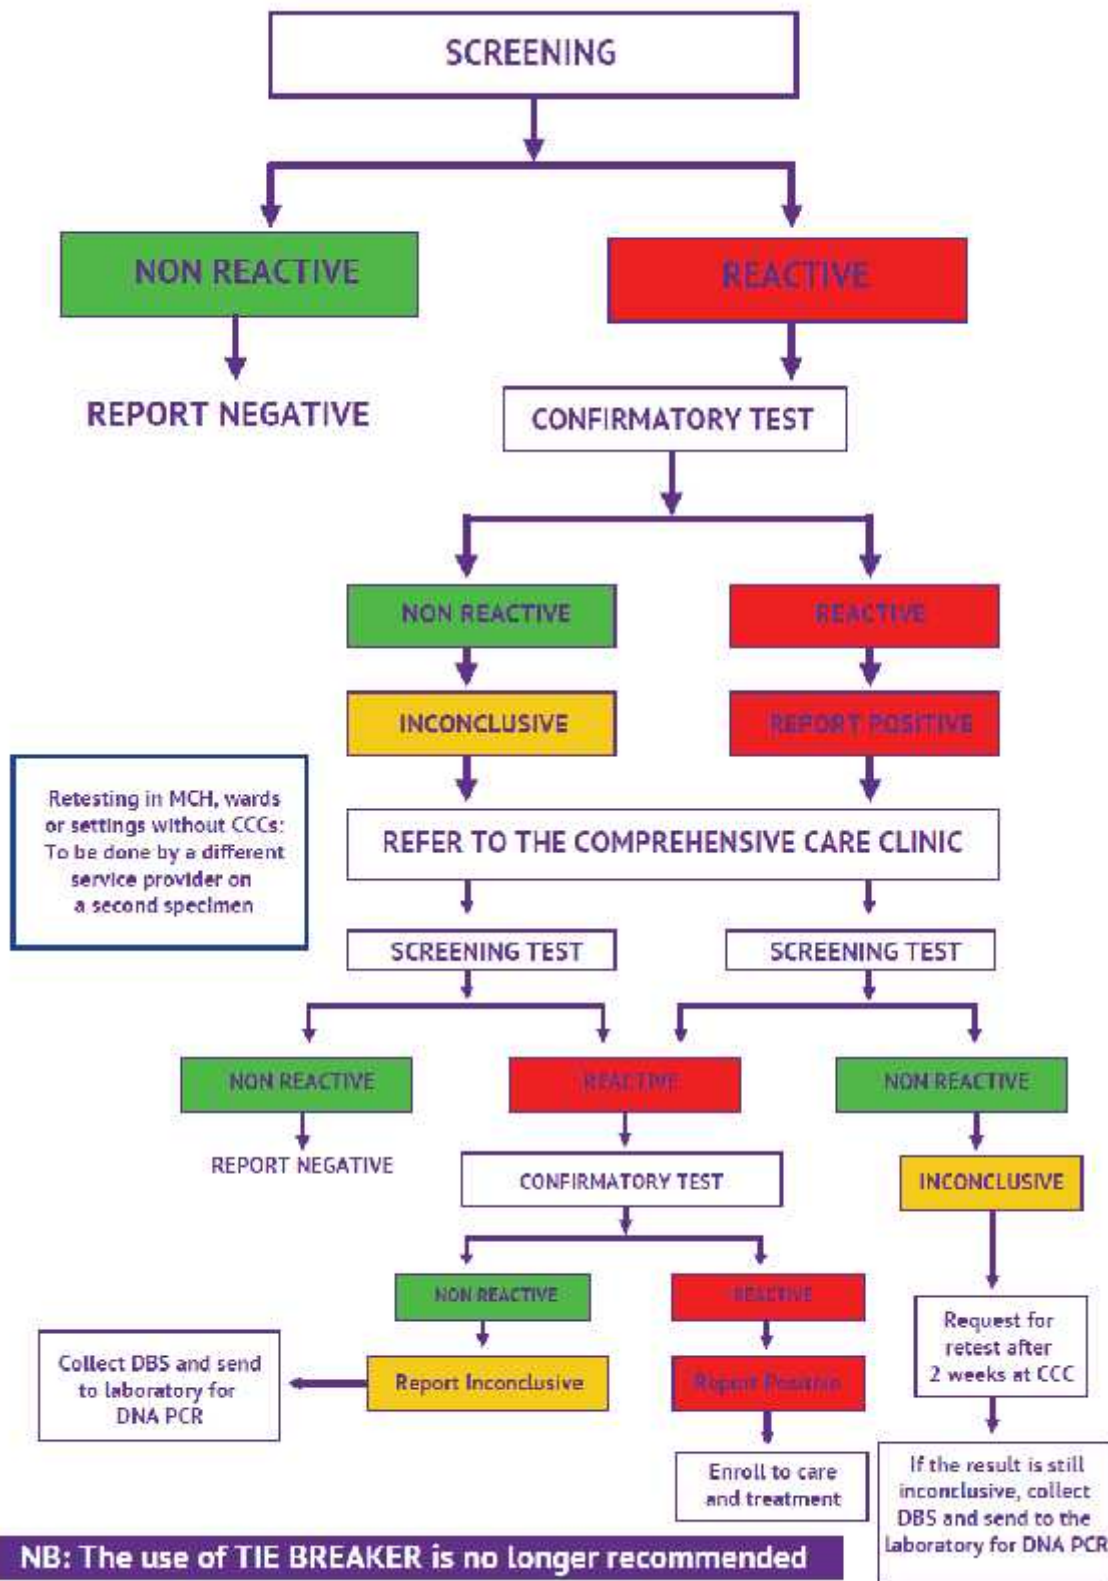 SCREENING
NON REACTIVE
REACTIVE
REPORT NEGATIVE
CONFIRMATORY TEST
NON REACTIVE
REACTIVE
INCONCLUSIVE
REPORT POSITIVE
Retesting in MCH, wards
or settings without CCCs:
To be done by a different
service provider on
a second specimen
REFER TO THE COMPREHENSIVE CARE CLINIC
SCREENING TEST
SCREENING TEST
NON REACTIVE
REACTIVE
NON REACTIVE
REPORT NEGATIVE
CONFIRMATORY TEST
INCONCLUSIVE
NON REACTIVE
REACTIVE
Request for
retest after
2 weeks at CCC
Collect DBS and send
to laboratory for
DNA PCR
Report Inconclusive
Report Positive
Enroll to care
and treatment
If the result is still
inconclusive, collect
DBS and send to the
laboratory for DNA PCR
NB: The use of TIE BREAKER is no longer recommended